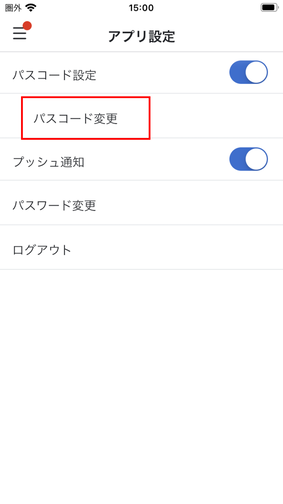 圏外 15:00
アプリ設定
パスコード設定
パスコード変更
プッシュ通知
パスワード変更
ログアウト